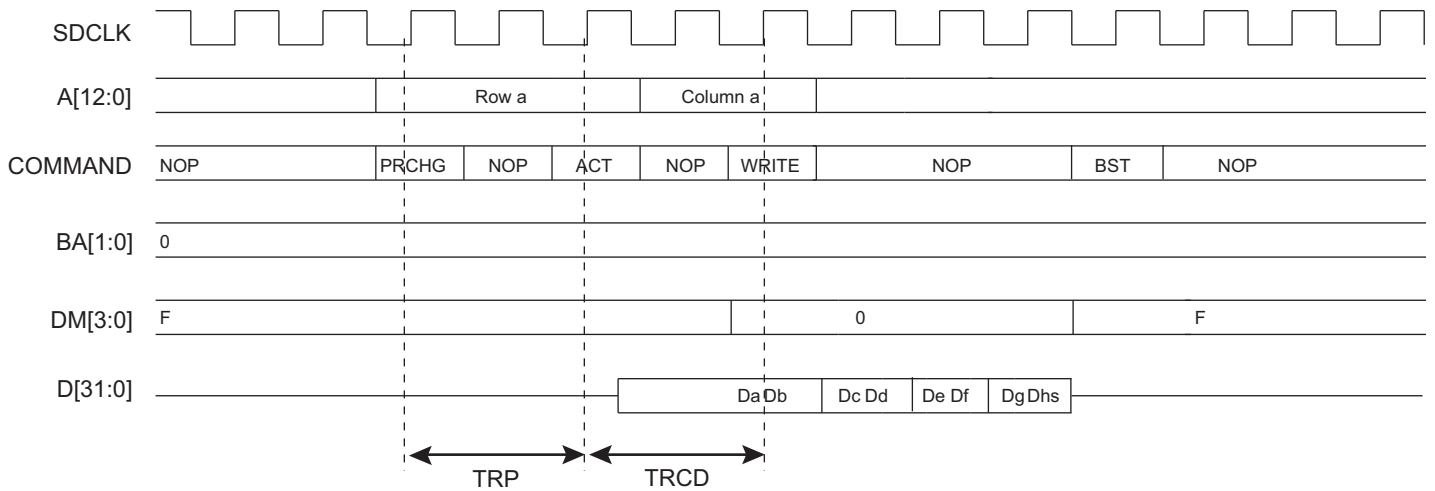 SDCLK
A[12:0] Row a Column a
COMMAND NOP PRCHG NOP ACT NOP WRITE NOP BST NOP
BA[1:0] 0
DM[3:0] F 0 F
D[31:0] Da Db Dc Dd De Df Dg Dhs
TRP TRCD